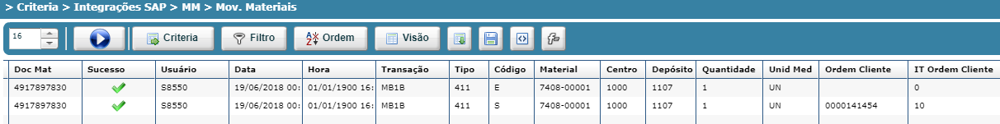 > Criteria > Integrações SAP > MM > Mov. Materiais
16 Criteria Filtro Ordem Visão
Doc Mat Sucesso Usuário Data Hora Transação Tipo Código Material Centro Depósito Quantidade Unid Med Ordem Cliente IT Ordem Cliente
4917897830 S8550 19/06/2018 00: 01/01/1900 16: MB1B 411 E 7408-00001 1000 1107 1 UN 0
4917897830 S8550 19/06/2018 00: 01/01/1900 16: MB1B 411 S 7408-00001 1000 1107 1 UN 0000141454 10